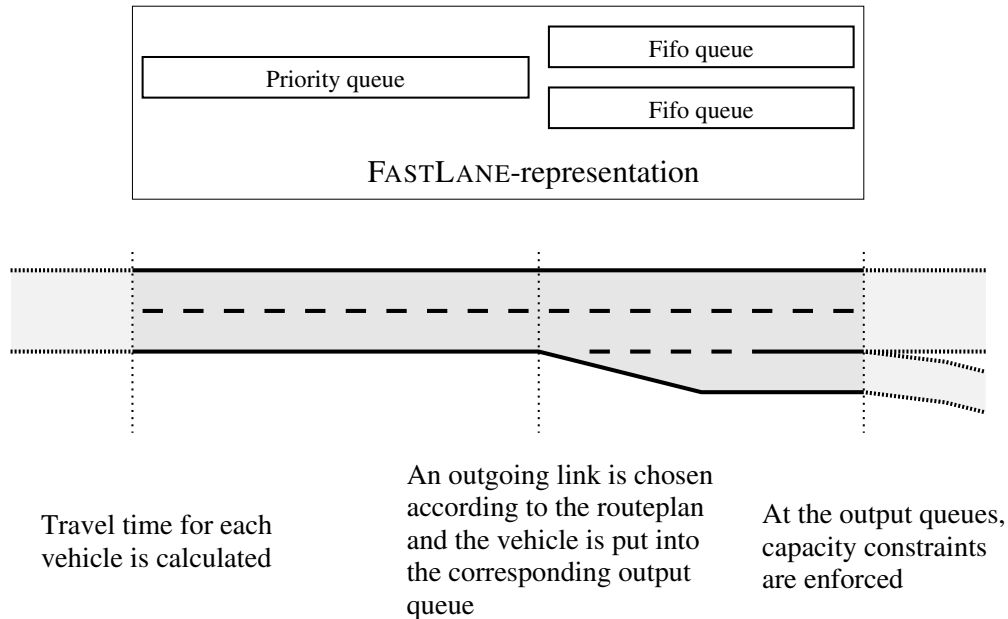 Fifo queue
Priority queue
Fifo queue
FASTLANE-representation
Travel time for each
vehicle is calculated
An outgoing link is chosen
according to the routeplan
and the vehicle is put into
the corresponding output
queue
At the output queues,
capacity constraints
are enforced